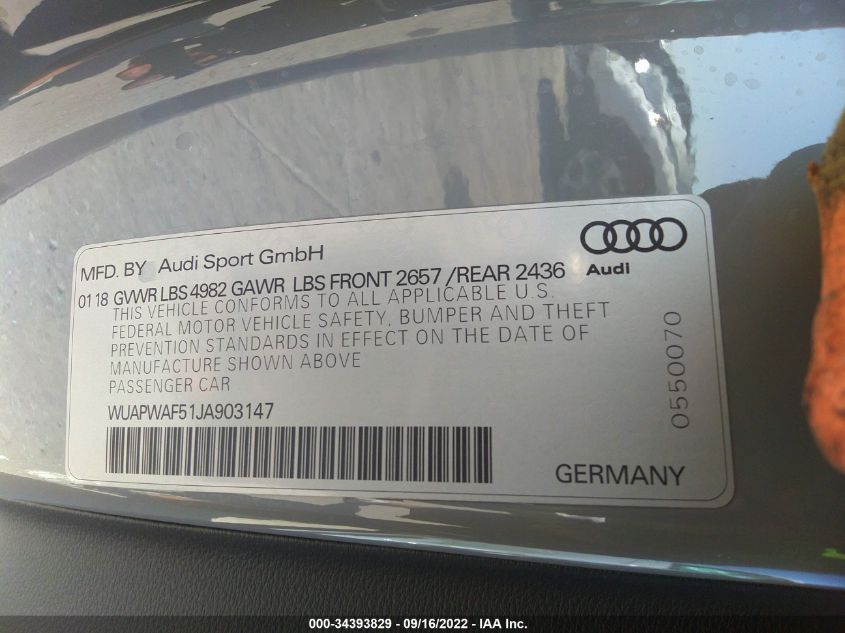 MFD. BY Audi Sport GmbH
Audi
01 18 GVWR LBS 4982 GAWR LBS FRONT 2657 /REAR 2436
THIS VEHICLE CONFORMS TO ALL APPLICABLE U.S.
FEDERAL MOTOR VEHICLE SAFETY, BUMPER AND THEFT
PREVENTION STANDARDS IN EFFECT ON THE DATE OF
MANUFACTURE SHOWN ABOVE
PASSENGER CAR
WUAPWAF51JA903147
0550070
GERMANY
000-34393829 - 09/16/2022 - IAA Inc.